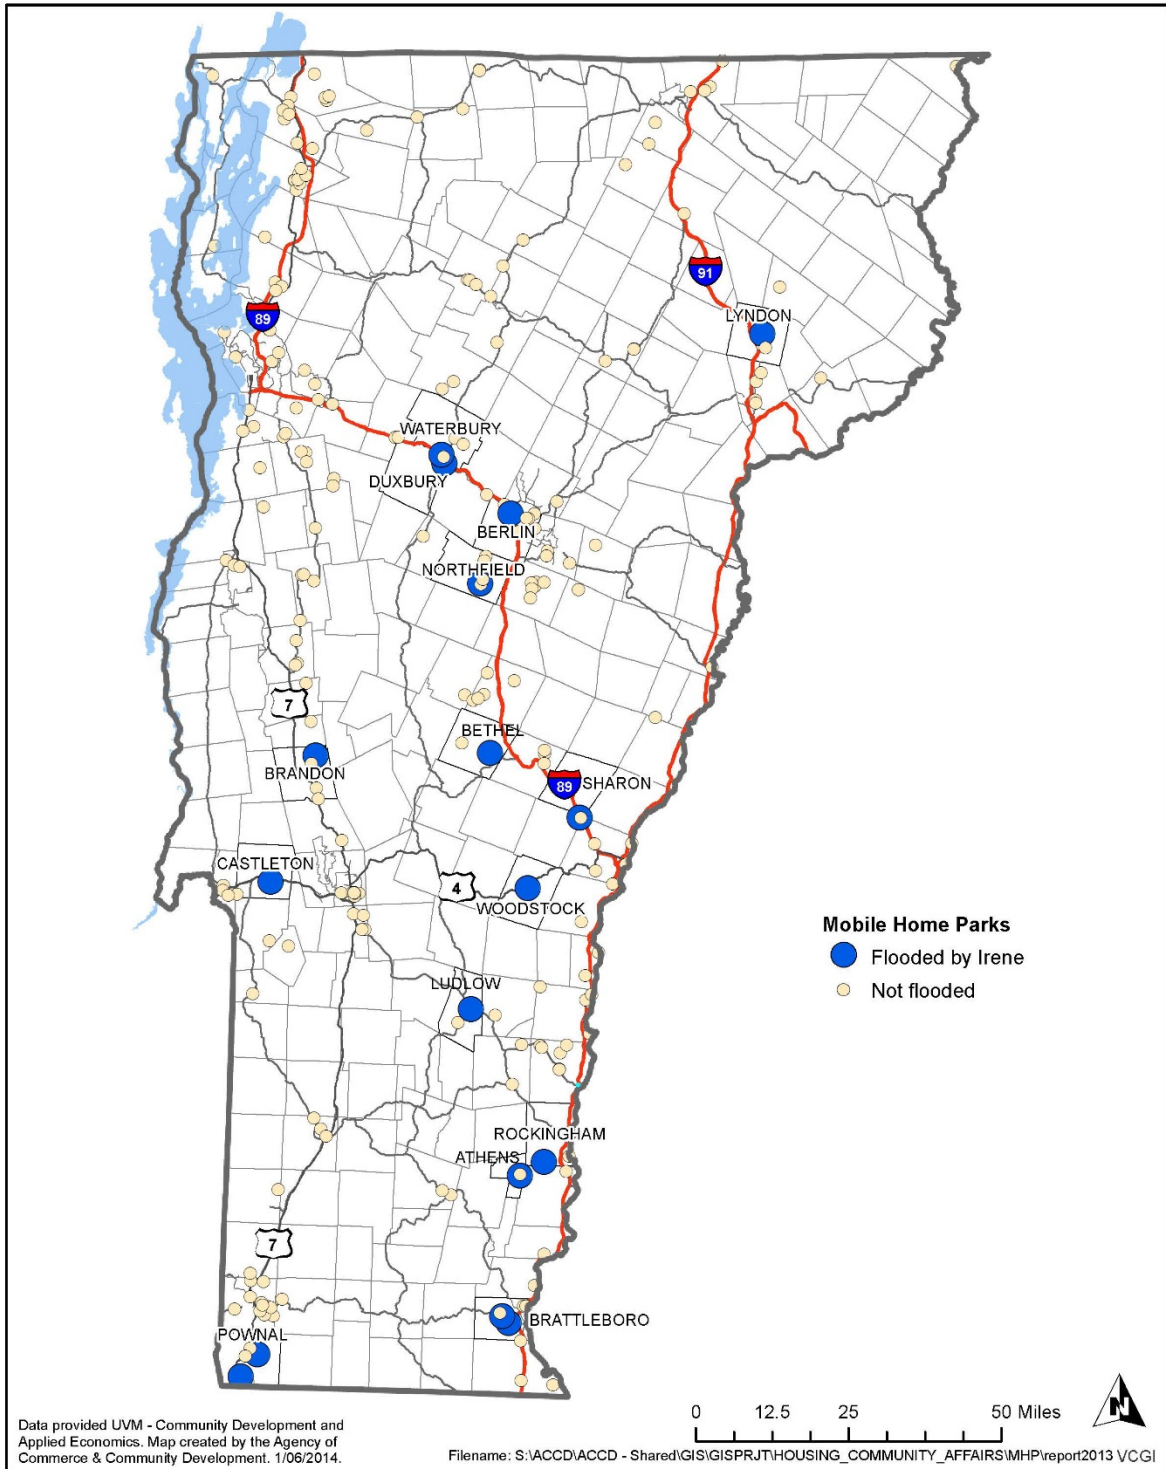 91
LYNDON
89
WATERBURY
DUXBURY
BERLIN
NORTHFIELD
7
BETHEL
BRANDON
89
SHARON
CASTLETON
4
WOODSTOCK
Mobile Home Parks
Flooded by Irene
Not flooded
LUDLOW
ROCKINGHAM
ATHENS
7
BRATTLEBORO
POWNAL
0 12.5 25 50 Miles
N
Data provided UVM - Community Development and
Applied Economics. Map created by the Agency of
Commerce & Community Development. 1/06/2014.
Filename: S:\ACCD\ACCD - Shared\GIS\GISPRJT\HOUSING_COMMUNITY_AFFAIRS\MHP\report2013 VCGI